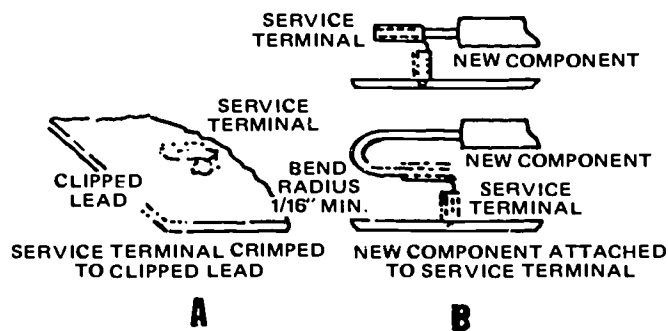 SERVICE
TERMINAL
NEW COMPONENT
SERVICE
TERMINAL
CLIPPED
LEAD
SERVICE TERMINAL CRIMPED
TO CLIPPED LEAD
A
BEND
RADIUS
1/16" MIN.
NEW COMPONENT
SERVICE
TERMINAL
NEW COMPONENT ATTACHED
TO SERVICE TERMINAL
B